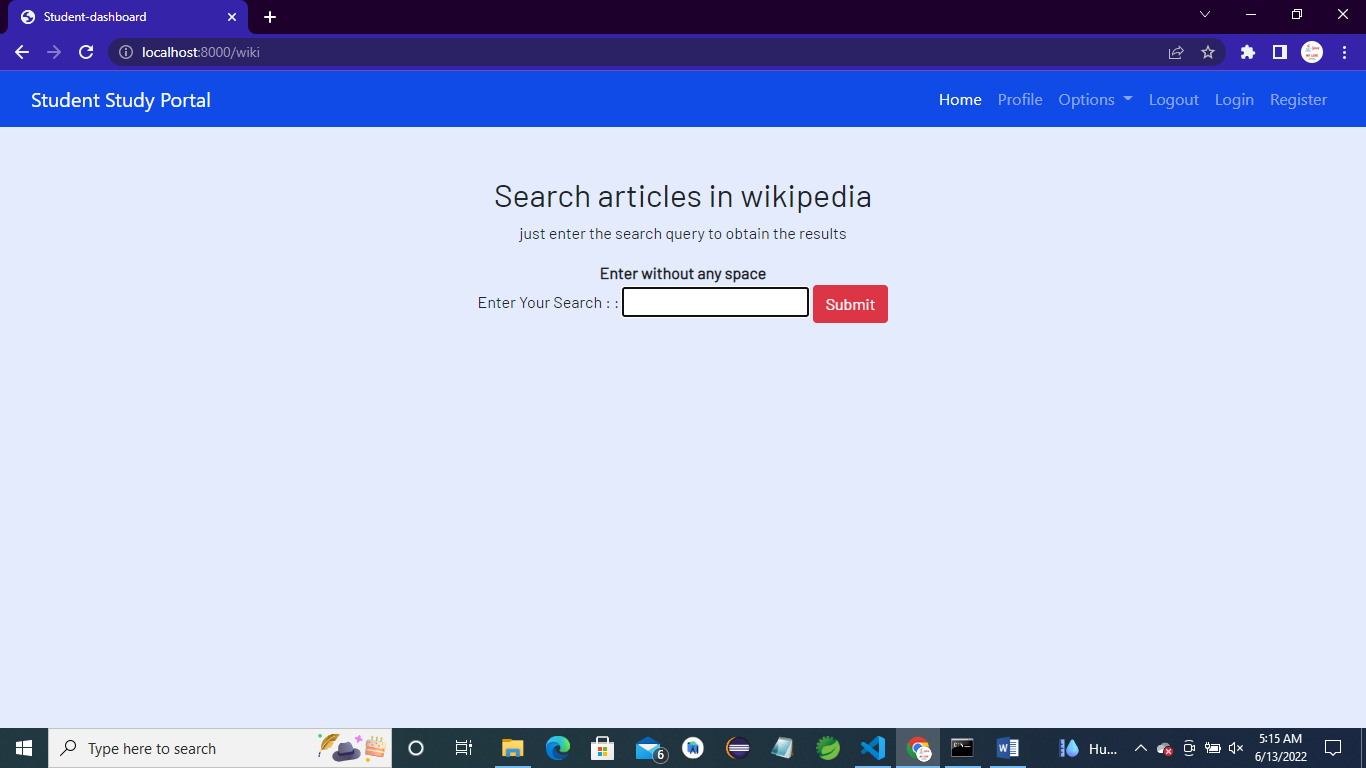 Student-dashboard
localhost:8000/wiki
Student Study Portal
Home Profile Options Logout Login Register
Search articles in wikipedia
just enter the search query to obtain the results
Enter without any space
Enter Your Search : :
Submit
Type here to search
6
Hu...
5:15 AM
6/13/2022